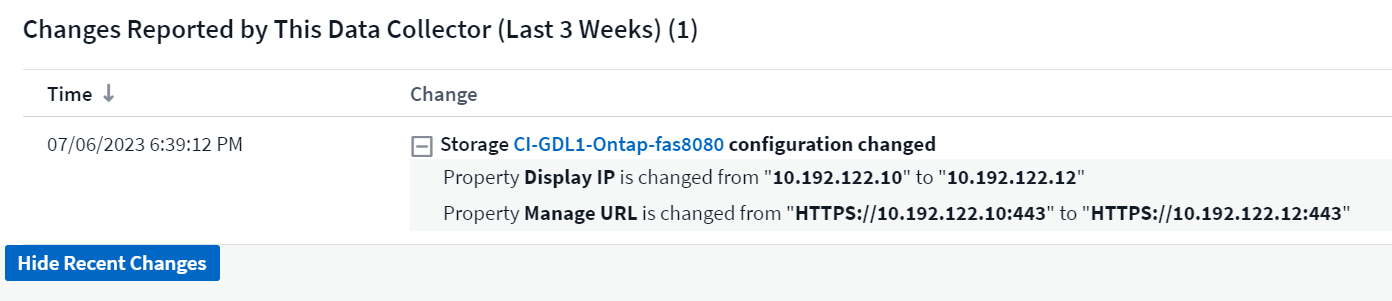 Changes Reported by This Data Collector (Last 3 Weeks) (1)
Time ↓ Change
07/06/2023 6:39:12 PM Storage CI-GDL1-Ontap-fas8080 configuration changed
Property Display IP is changed from "10.192.122.10" to "10.192.122.12"
Property Manage URL is changed from "HTTPS://10.192.122.10:443" to "HTTPS://10.192.122.12:443"
Hide Recent Changes